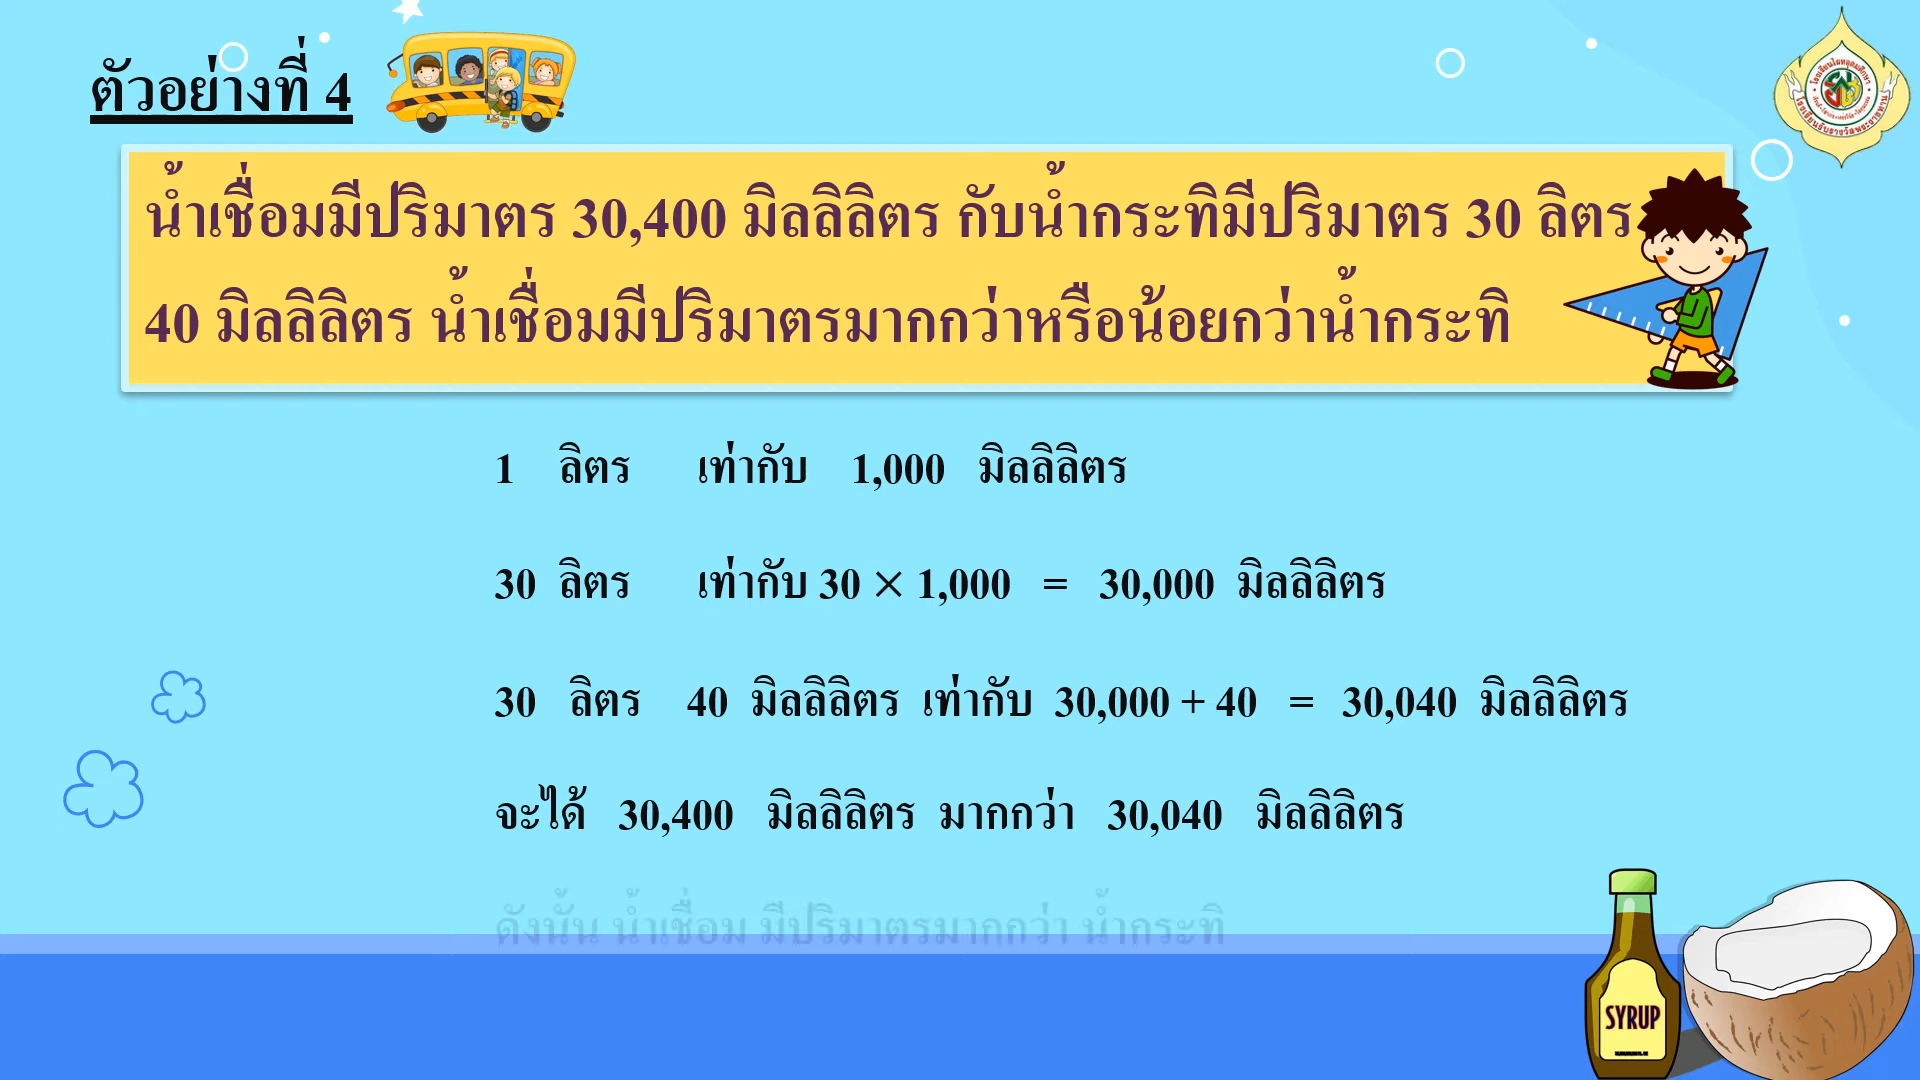 ตัวอย่างที่ 4
น้ำเชื่อมมีปริมาตร 30,400 มิลลิลิตร กับน้ำกระทิมีปริมาตร 30 ลิตร
40 มิลลิลิตร น้ำเชื่อมมีปริมาตรมากกว่าหรือน้อยกว่าน้ำกระทิ
1 ลิตร เท่ากับ 1,000 มิลลิลิตร
30 ลิตร เท่ากับ 30 × 1,000 = 30,000 มิลลิลิตร
30 ลิตร 40 มิลลิลิตร เท่ากับ 30,000 + 40 = 30,040 มิลลิลิตร
จะได้ 30,400 มิลลิลิตร มากกว่า 30,040 มิลลิลิตร
ดังนั้น น้ำเชื่อม มีปริมาตรมากกว่า น้ำกระทิ
SYRUP